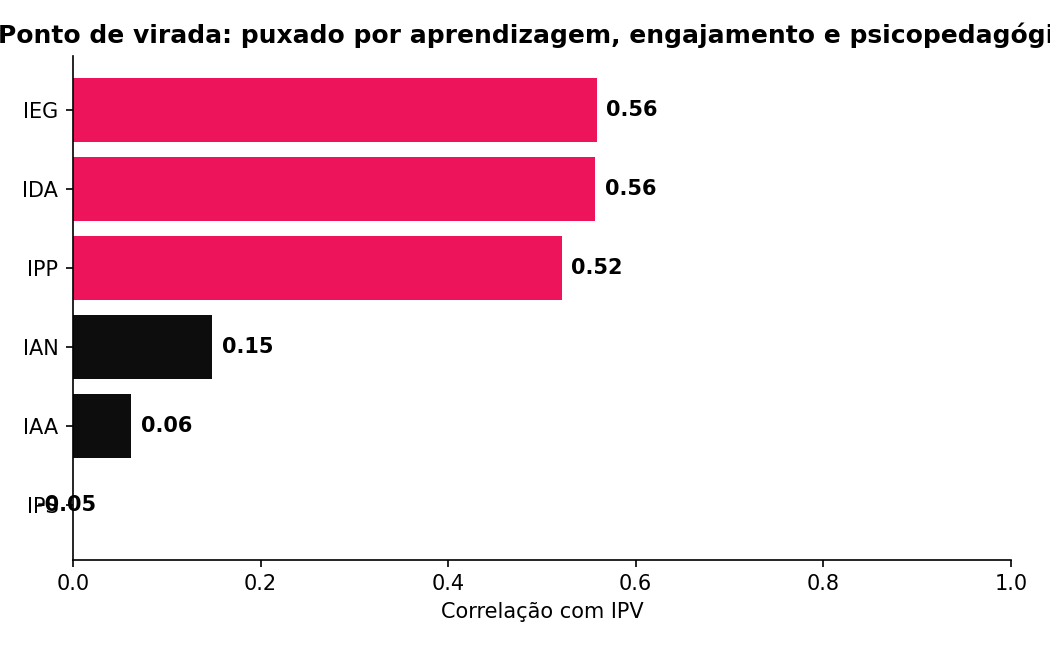 Ponto de virada: puxado por aprendizagem, engajamento e psicopedagógi
IEG 0.56
IDA 0.56
IPP 0.52
IAN 0.15
IAA 0.06
IPS -0.05
0.0 0.2 0.4 0.6 0.8 1.0
Correlação com IPV